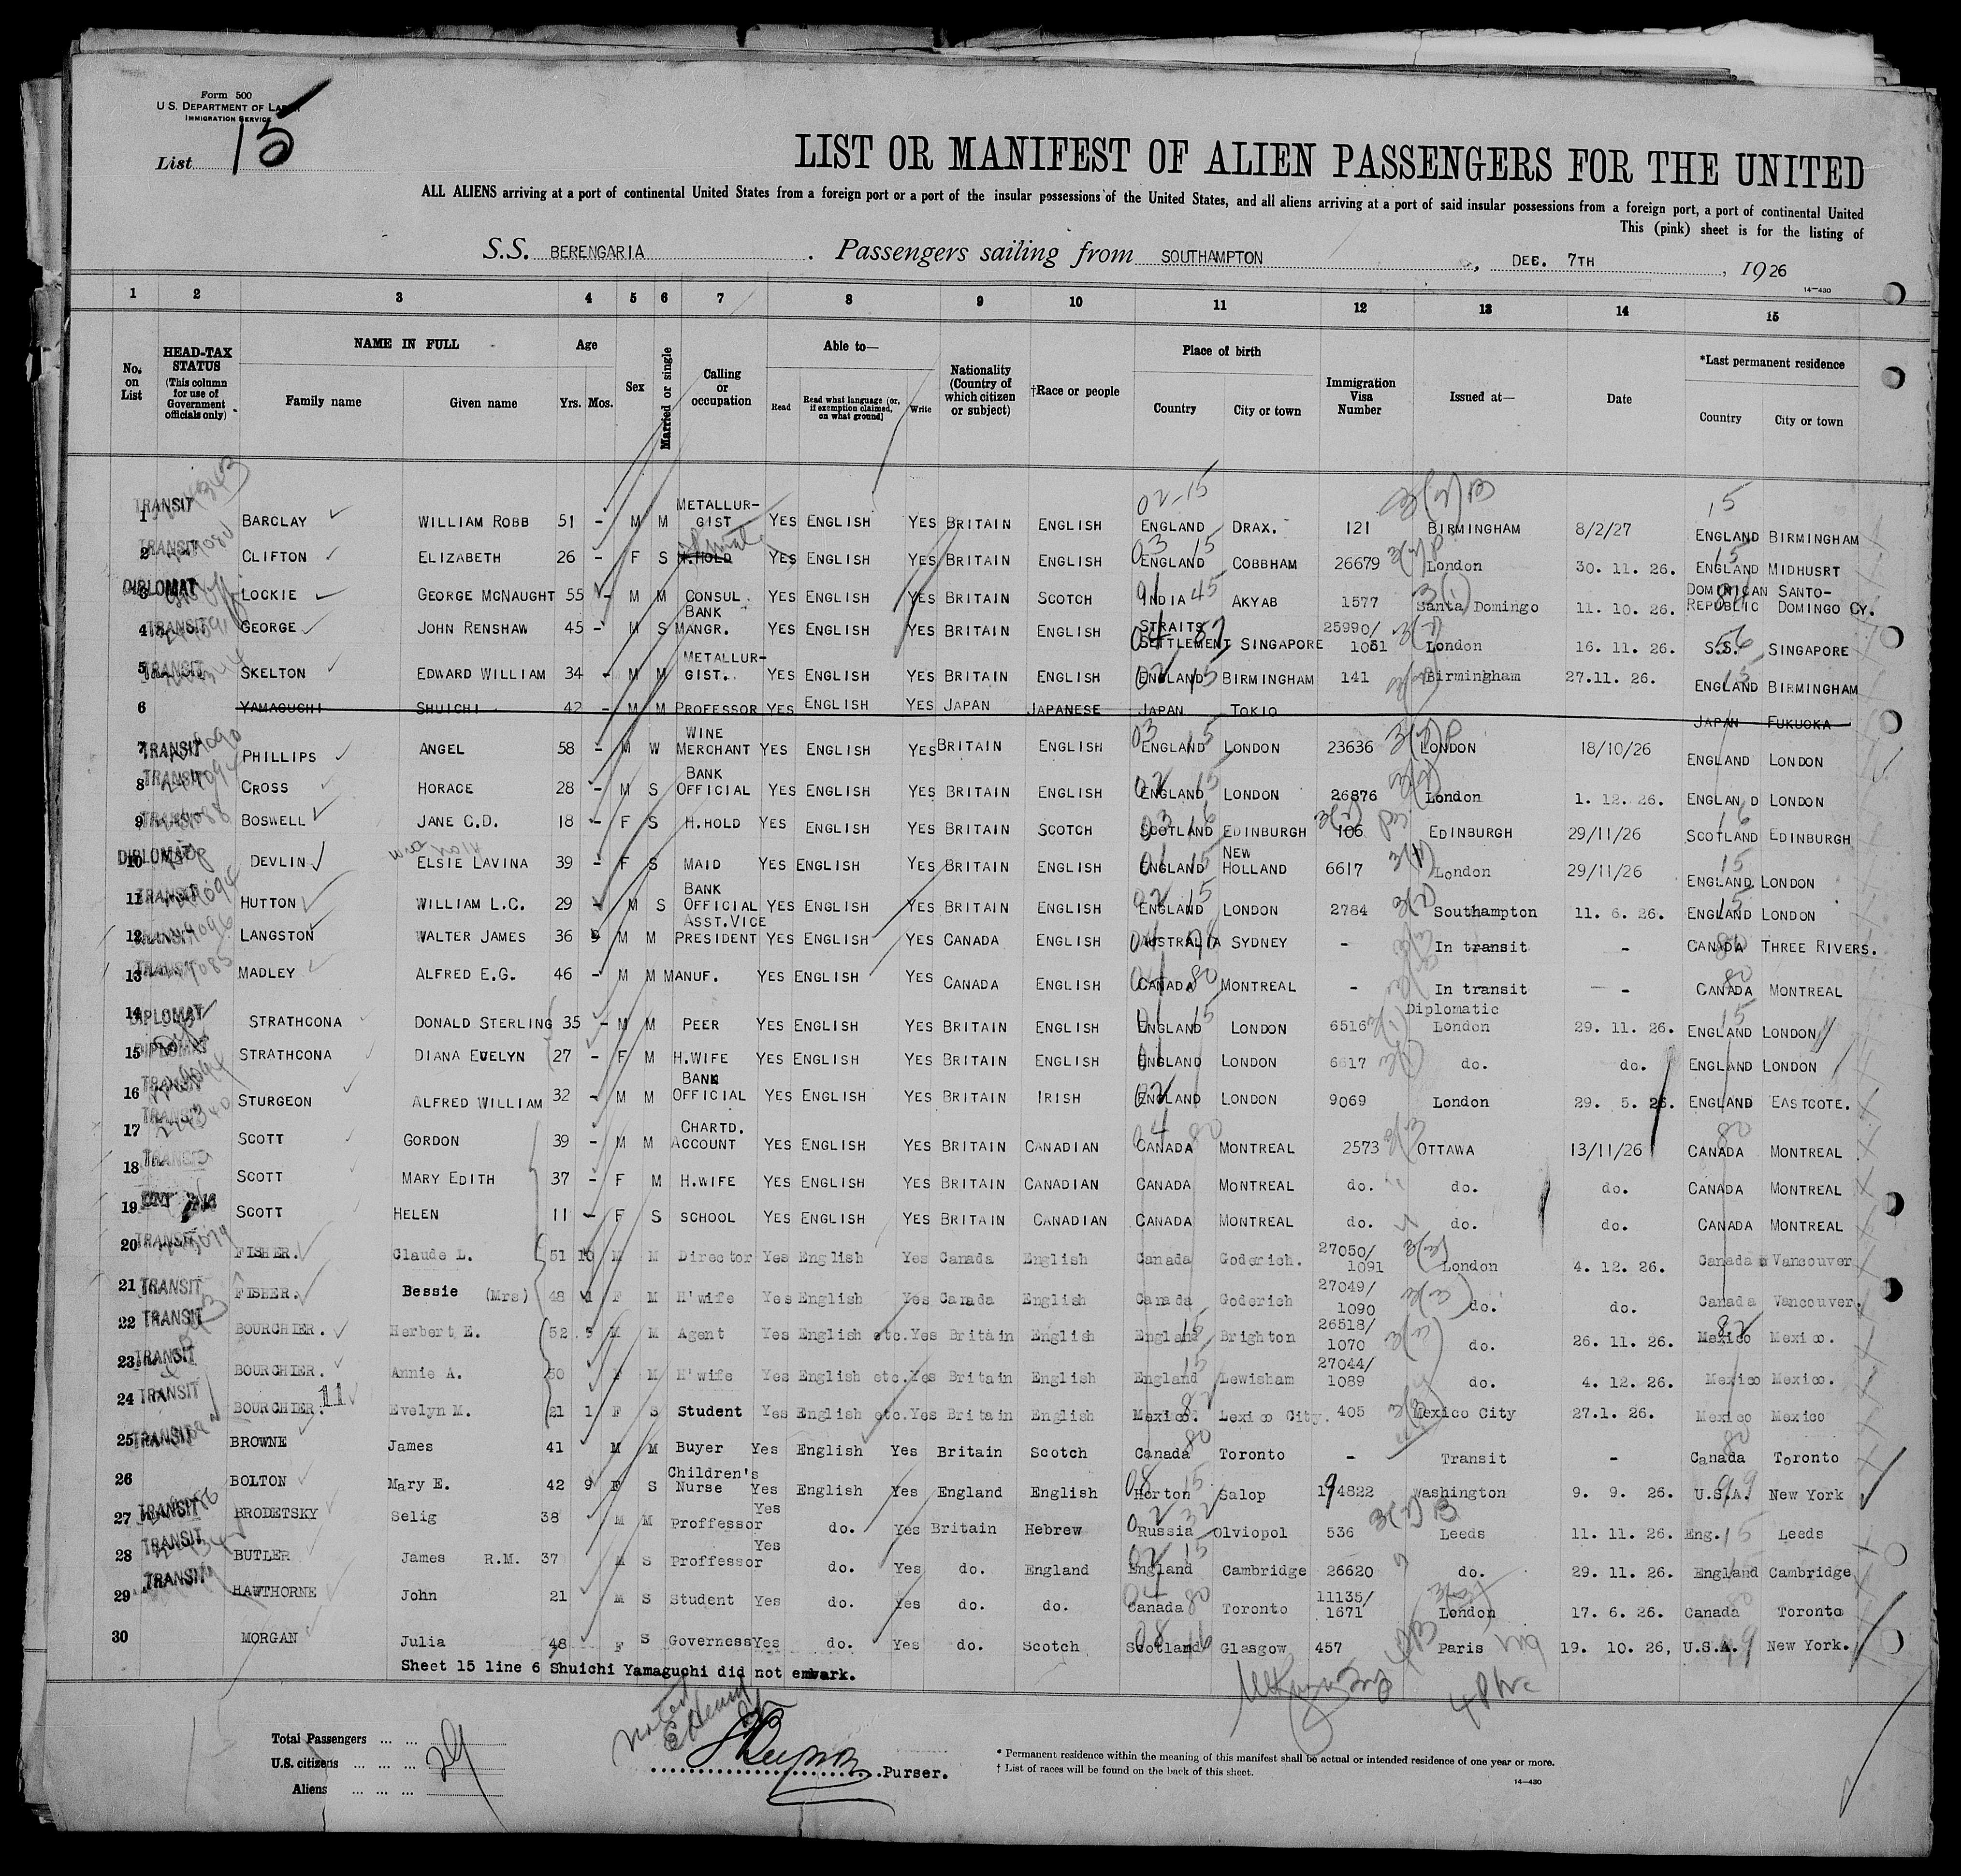 Form 500
U.S. DEPARTMENT OF LABOR
IMMIGRATION SERVICE
List 15
LIST OR MANIFEST OF ALIEN PASSENGERS FOR THE UNITED
ALL ALIENS arriving at a port of continental United States from a foreign port or a port of the insular possessions of the United States, and all aliens arriving at a port of said insular possessions from a foreign port, a port of continental United
This (pink) sheet is for the listing of
S.S. BERENGARIA . Passengers sailing from SOUTHAMPTON , DEC. 7TH , 1926
14-430
1 2 3 4 5 6 7 8 9 10 11 12 13 14 15
No. on List HEAD-TAX STATUS (This column for use of Government officials only) NAME IN FULL Family name Given name Age Yrs. Mos. Sex Married or single Calling or occupation Able to— Read Read what language (or, if exemption claimed, on what ground) Write Nationality (Country of which citizen or subject) †Race or people Place of birth Country City or town Immigration Visa Number Issued at— Date *Last permanent residence Country City or town
1 TRANSIT BARCLAY WILLIAM ROBB 51 - M M METALLUR-GIST YES ENGLISH YES BRITAIN ENGLISH ENGLAND DRAX. 121 BIRMINGHAM 8/2/27 ENGLAND BIRMINGHAM
2 TRANSIT CLIFTON ELIZABETH 26 - F S H.HOLD YES ENGLISH YES BRITAIN ENGLISH ENGLAND COBBHAM 26679 London 30. 11. 26. ENGLAND MIDHUSRT
3 DIPLOMAT LOCKIE GEORGE MCNAUGHT 55 - M M CONSUL. YES ENGLISH YES BRITAIN SCOTCH INDIA AKYAB 1577 Santa Domingo 11. 10. 26. DOMINICAN REPUBLIC SANTO-DOMINGO CY.
4 TRANSIT GEORGE JOHN RENSHAW 45 - M S BANK MANGR. YES ENGLISH YES BRITAIN ENGLISH STRAITS SETTLEMENT SINGAPORE 25990/1051 London 16. 11. 26. S.S. SINGAPORE
5 TRANSIT SKELTON EDWARD WILLIAM 34 - M M METALLUR-GIST. YES ENGLISH YES BRITAIN ENGLISH ENGLAND BIRMINGHAM 141 Birmingham 27.11. 26. ENGLAND BIRMINGHAM
6 YAMAGUCHI SHUICHI 42 - M M PROFESSOR YES ENGLISH YES JAPAN JAPANESE JAPAN TOKIO JAPAN FUKUOKA
7 TRANSIT PHILLIPS ANGEL 58 - M W WINE MERCHANT YES ENGLISH YES BRITAIN ENGLISH ENGLAND LONDON 23636 LONDON 18/10/26 ENGLAND LONDON
8 TRANSIT CROSS HORACE 28 - M S BANK OFFICIAL YES ENGLISH YES BRITAIN ENGLISH ENGLAND LONDON 26876 London 1. 12. 26. ENGLAND LONDON
9 TRANSIT BOSWELL JANE C.D. 18 - F S H.HOLD YES ENGLISH YES BRITAIN SCOTCH SCOTLAND EDINBURGH 106 EDINBURGH 29/11/26 SCOTLAND EDINBURGH
10 DIPLOMAT DEVLIN ELSIE LAVINA 39 - F S MAID YES ENGLISH YES BRITAIN ENGLISH ENGLAND NEW HOLLAND 6617 London 29/11/26 ENGLAND LONDON
11 TRANSIT HUTTON WILLIAM L.C. 29 - M S BANK OFFICIAL YES ENGLISH YES BRITAIN ENGLISH ENGLAND LONDON 2784 Southampton 11. 6. 26. ENGLAND LONDON
12 TRANSIT LANGSTON WALTER JAMES 36 9 M M ASST.VICE PRESIDENT YES ENGLISH YES CANADA ENGLISH AUSTRALIA SYDNEY - In transit - CANADA THREE RIVERS.
13 TRANSIT MADLEY ALFRED E.G. 46 - M M MANUF. YES ENGLISH YES CANADA ENGLISH CANADA MONTREAL - In transit - CANADA MONTREAL
14 DIPLOMAT STRATHCONA DONALD STERLING 35 - M M PEER YES ENGLISH YES BRITAIN ENGLISH ENGLAND LONDON 6516 Diplomatic London 29. 11. 26. ENGLAND LONDON
15 DIPLOMAT STRATHCONA DIANA EVELYN 27 - F M H.WIFE YES ENGLISH YES BRITAIN ENGLISH ENGLAND LONDON 6617 do. do. ENGLAND LONDON
16 TRANSIT STURGEON ALFRED WILLIAM 32 - M M BANK OFFICIAL YES ENGLISH YES BRITAIN IRISH ENGLAND LONDON 9069 London 29. 5. 26. ENGLAND EASTCOTE.
17 TRANSIT SCOTT GORDON 39 - M M CHARTD. ACCOUNT YES ENGLISH YES BRITAIN CANADIAN CANADA MONTREAL 2573 OTTAWA 13/11/26 CANADA MONTREAL
18 TRANSIT SCOTT MARY EDITH 37 - F M H.WIFE YES ENGLISH YES BRITAIN CANADIAN CANADA MONTREAL do. do. do. CANADA MONTREAL
19 SCOTT HELEN 11 - F S SCHOOL YES ENGLISH YES BRITAIN CANADIAN CANADA MONTREAL do. do. do. CANADA MONTREAL
20 TRANSIT FISHER. Claude L. 51 10 M M Director Yes English Yes Canada English Canada Goderich. 27050/1091 London 4. 12. 26. Canada Vancouver
21 TRANSIT FISHER. Bessie (Mrs) 48 1 F M H'wife Yes English Yes Canada English Canada Goderich 27049/1090 do. do. Canada Vancouver.
22 TRANSIT BOURCHIER. Herbert E. 52 5 M M Agent Yes English etc. Yes Britain English England Brighton 26518/1070 do. 26. 11. 26. Mexico Mexico.
23 TRANSIT BOURCHIER. Annie A. 50 F M H'wife Yes English etc. Yes Britain English England Lewisham 27044/1089 do. 4. 12. 26. Mexico Mexico.
24 TRANSIT BOURCHIER. 11 Evelyn M. 21 1 F S Student Yes English etc. Yes Britain English Mexico. Lexico City. 405 Mexico City 27.1. 26. Mexico Mexico
25 TRANSIT BROWNE James 41 M M Buyer Yes English Yes Britain Scotch Canada Toronto - Transit - Canada Toronto
26 BOLTON Mary E. 42 9 F S Children's Nurse Yes English Yes England English Horton Salop 194822 Washington 9. 9. 26. U.S.A. New York
27 TRANSIT BRODETSKY Selig 38 M M Proffessor Yes do. Yes Britain Hebrew Russia Olviopol 536 Leeds 11. 11. 26. Eng. Leeds
28 TRANSIT BUTLER James R.M. 37 M S Proffessor Yes do. Yes do. England England Cambridge 26620 do. 29. 11. 26. England Cambridge
29 TRANSIT HAWTHORNE John 21 M S Student Yes do. Yes do. do. Canada Toronto 11135/1671 London 17. 6. 26. Canada Toronto
30 MORGAN Julia 48 F S Governess Yes do. Yes do. Scotch Scotland Glasgow 457 Paris 19. 10. 26, U.S.A. New York.
Sheet 15 line 6 Shuichi Yamaguchi did not embark.
noted
Total Passengers ... ... 29
U.S. citizens ... ... ...
Aliens ... ... ...
Purser.
* Permanent residence within the meaning of this manifest shall be actual or intended residence of one year or more.
† List of races will be found on the back of this sheet.
14-430